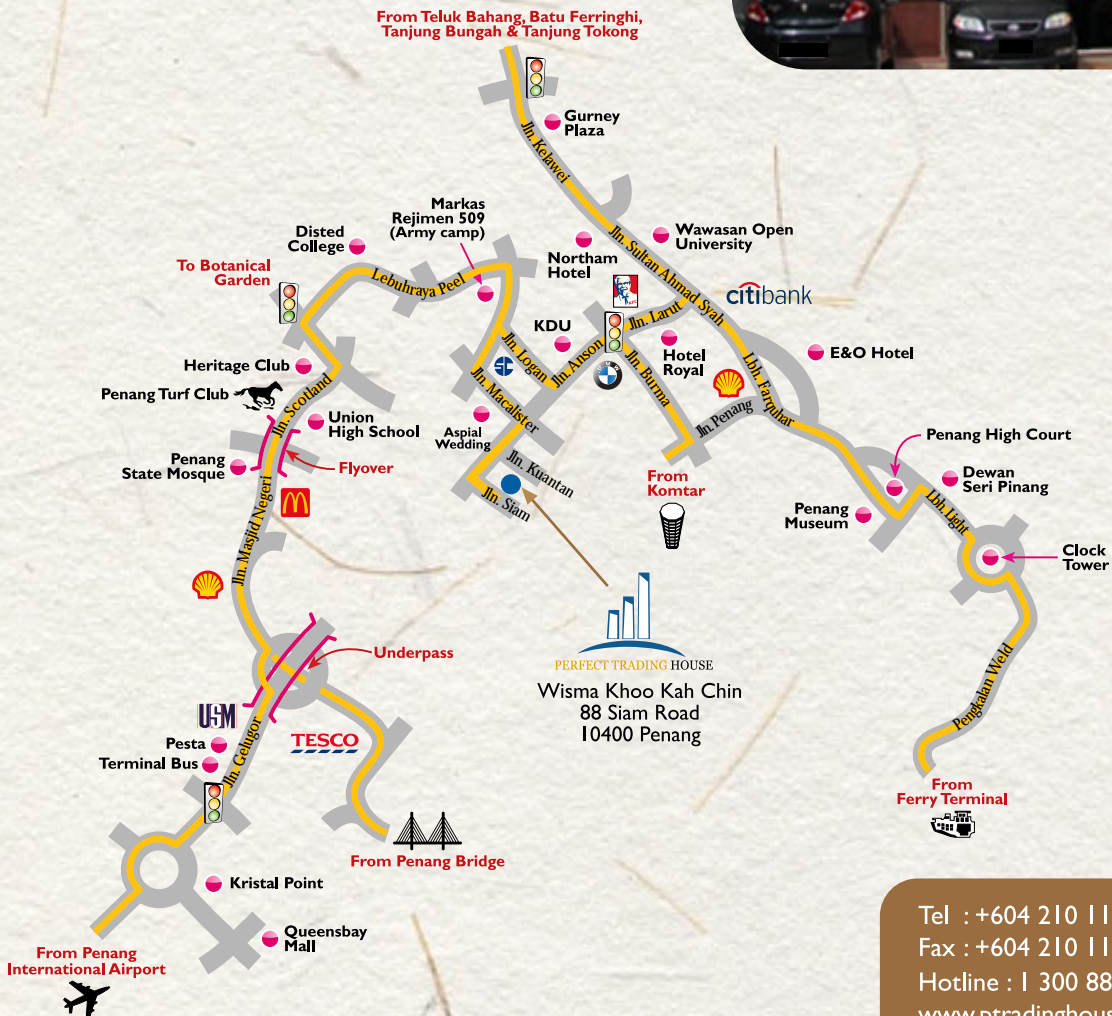 From Teluk Bahang, Batu Ferringhi,
Tanjung Bungah & Tanjung Tokong
Gurney
Plaza
Jln. Kelawei
Markas
Rejimen 509
(Army camp)
Disted
College
To Botanical
Garden
Lebuhraya Peel
Northam
Hotel
Jln. Sultan Ahmad Syah
Wawasan Open
University
KFC
citibank
Jln. Larut
KDU
Jln. Logan
Jln. Anson
BMW
Hotel
Royal
Jln. Burma
E&O Hotel
Lbh. Farquhar
Heritage Club
Penang Turf Club
Jln. Scotland
Union
High School
Jln. Macalister
Aspial
Wedding
Jln. Penang
Penang
State Mosque
Flyover
Jln. Kuantan
Jln. Siam
From
Komtar
Penang High Court
Dewan
Seri Pinang
Penang
Museum
Lbh. Light
Clock
Tower
Jln. Masjid Negeri
PERFECT TRADING HOUSE
Wisma Khoo Kah Chin
88 Siam Road
10400 Penang
Underpass
USM
Pesta
Terminal Bus
Jln. Gelugor
TESCO
Pengkalan Weld
From
Ferry Terminal
From Penang Bridge
Kristal Point
Queensbay
Mall
From Penang
International Airport
Tel : +604 210 11
Fax : +604 210 11
Hotline : 1 300 88
www.ptradinghous